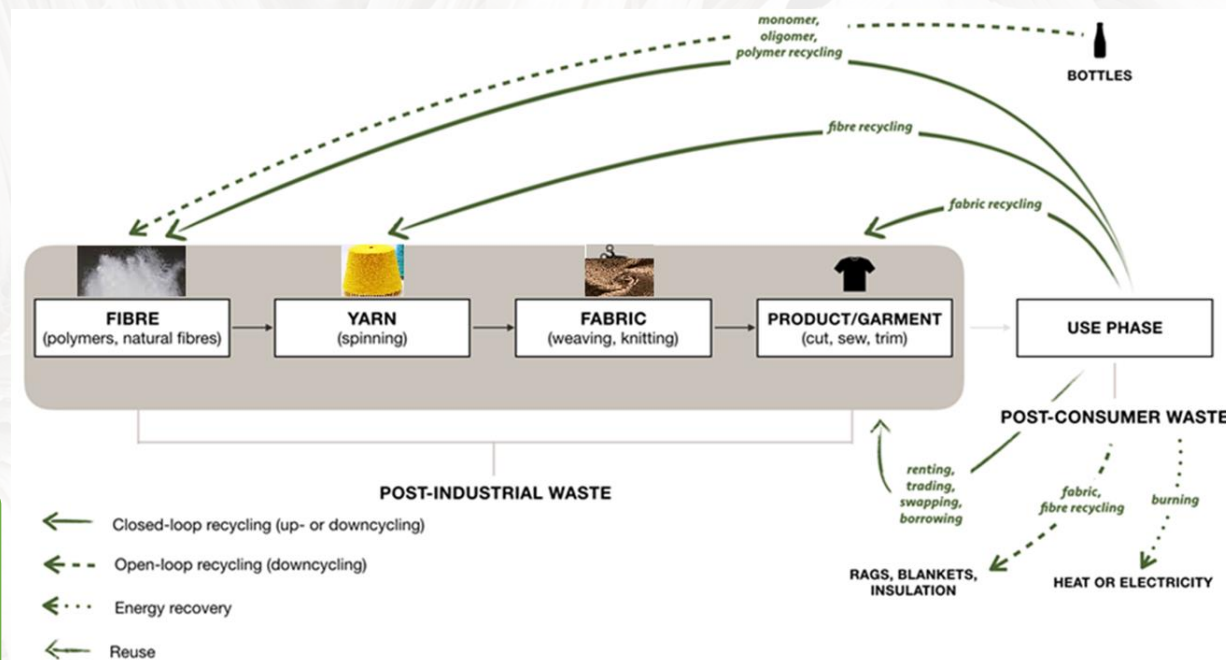 monomer,
oligomer,
polymer recycling
BOTTLES
fibre recycling
fabric recycling
FIBRE
(polymers, natural fibres)
YARN
(spinning)
FABRIC
(weaving, knitting)
PRODUCT/GARMENT
(cut, sew, trim)
USE PHASE
POST-CONSUMER WASTE
POST-INDUSTRIAL WASTE
renting,
trading,
swapping,
borrowing
fabric,
fibre recycling
burning
RAGS, BLANKETS,
INSULATION
HEAT OR ELECTRICITY
Closed-loop recycling (up- or downcycling)
Open-loop recycling (downcycling)
Energy recovery
Reuse